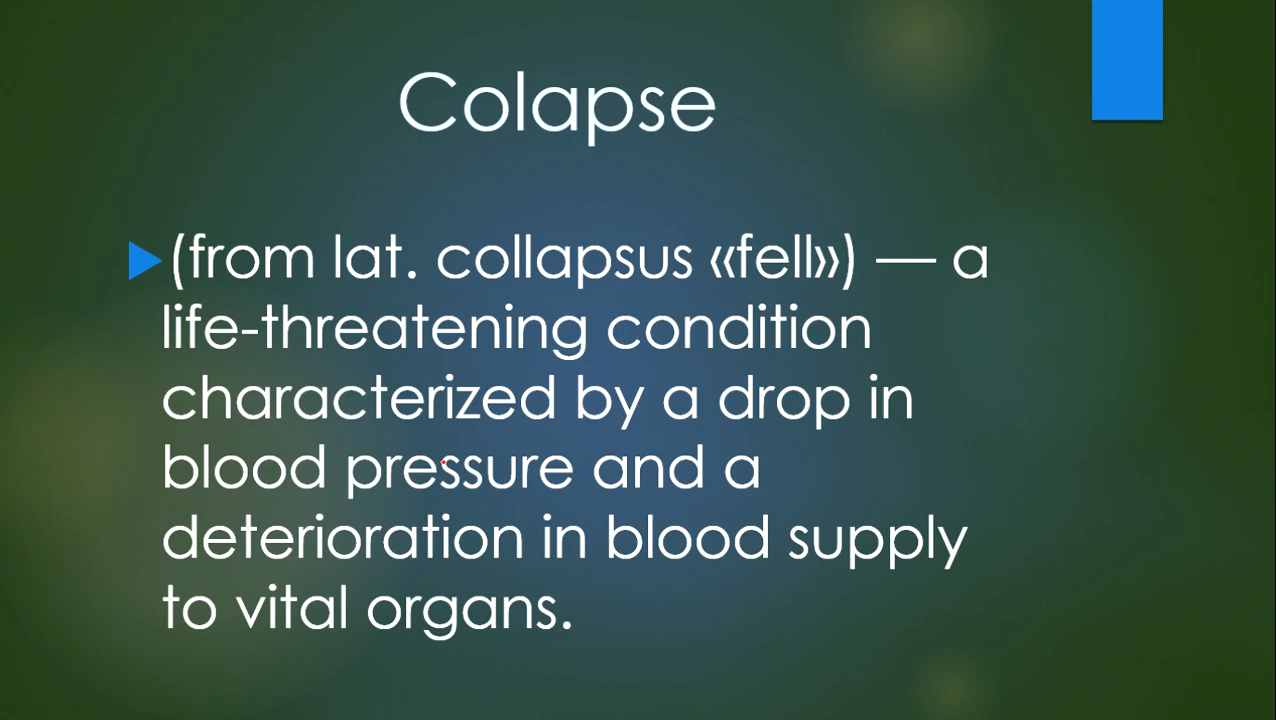 Colapse
(from lat. collapsus «fell») — a
life-threatening condition
characterized by a drop in
blood pressure and a
deterioration in blood supply
to vital organs.